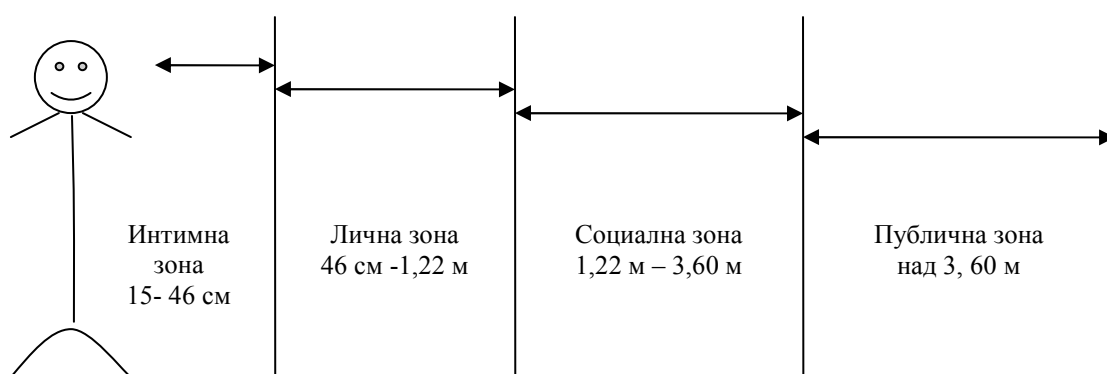 Интимна
зона
15- 46 см
Лична зона
46 см -1,22 м
Социална зона
1,22 м – 3,60 м
Публична зона
над 3, 60 м